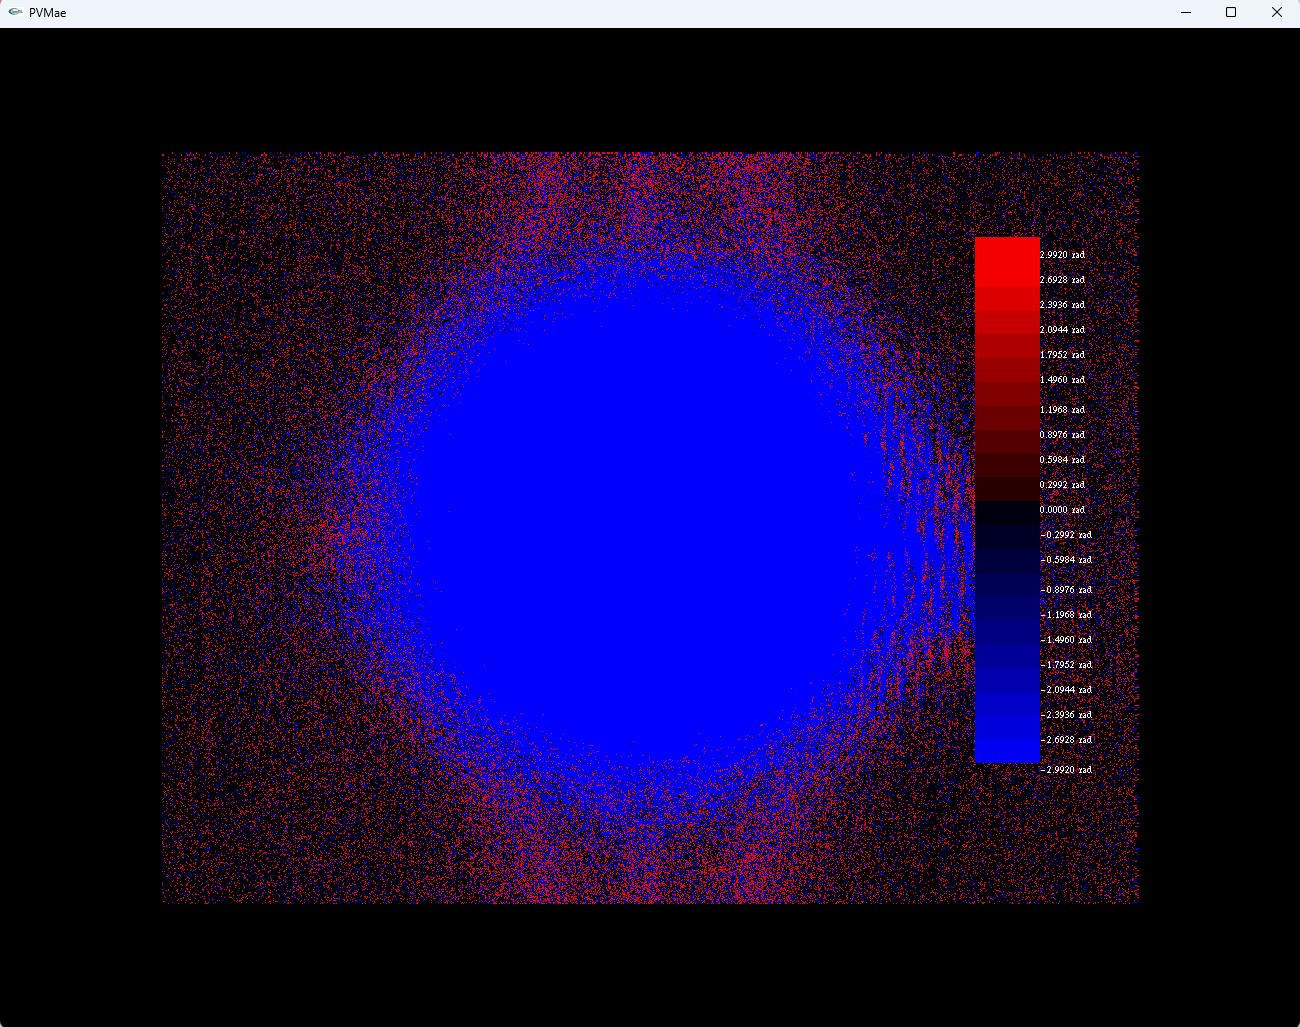 PVMae
2.9920 rad
2.6928 rad
2.3936 rad
2.0944 rad
1.7952 rad
1.4960 rad
1.1968 rad
0.8976 rad
0.5984 rad
0.2992 rad
0.0000 rad
-0.2992 rad
-0.5984 rad
-0.8976 rad
-1.1968 rad
-1.4960 rad
-1.7952 rad
-2.0944 rad
-2.3936 rad
-2.6928 rad
-2.9920 rad